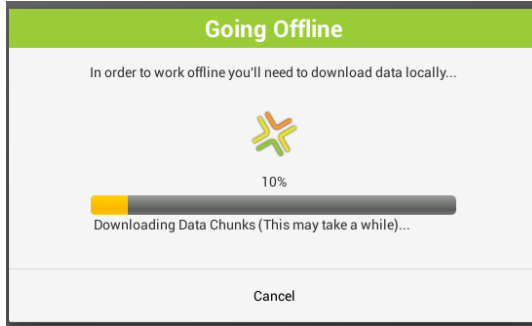 Going Offline
In order to work offline you'll need to download data locally...
10%
Downloading Data Chunks (This may take a while)...
Cancel